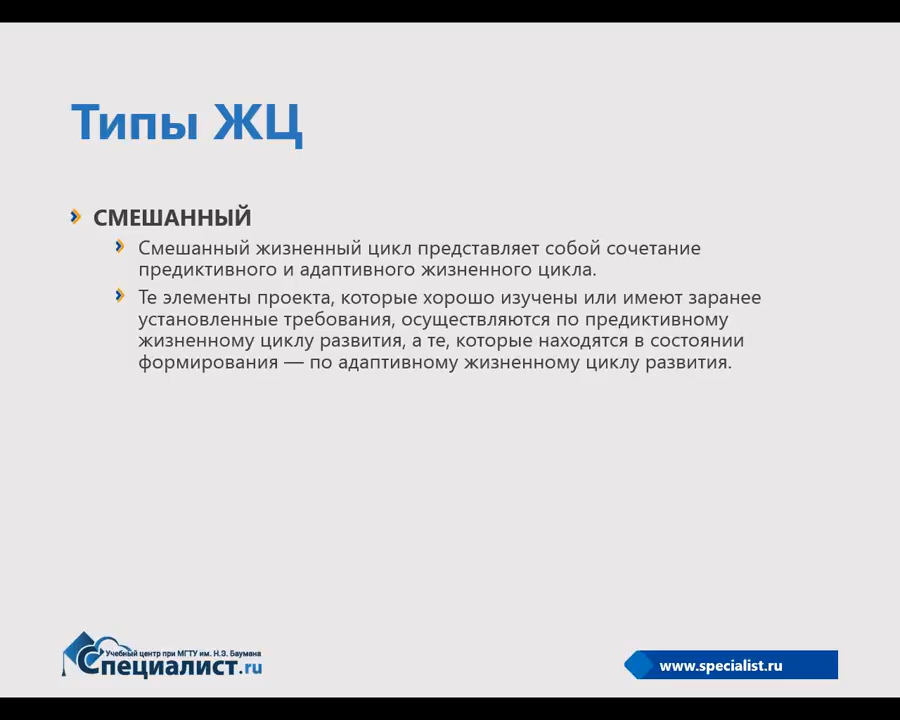 Типы ЖЦ
СМЕШАННЫЙ
Смешанный жизненный цикл представляет собой сочетание
предиктивного и адаптивного жизненного цикла.
Те элементы проекта, которые хорошо изучены или имеют заранее
установленные требования, осуществляются по предиктивному
жизненному циклу развития, а те, которые находятся в состоянии
формирования — по адаптивному жизненному циклу развития.
Учебный центр при МГТУ им. Н.Э. Баумана
Специалист.ru
www.specialist.ru